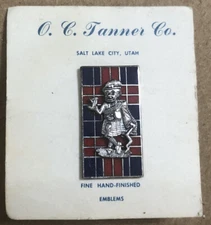 O. C. Tanner Co.
SALT LAKE CITY, UTAH
FINE HAND-FINISHED
EMBLEMS